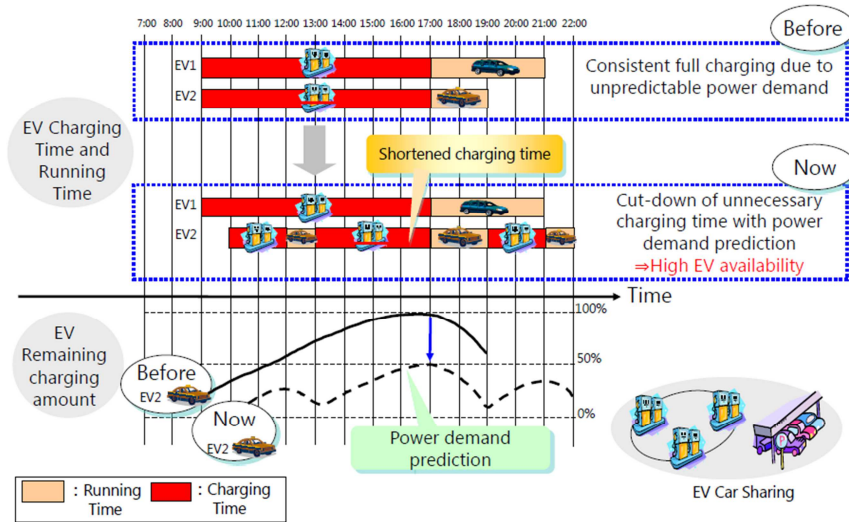 7:00 8:00 9:00 10:00 11:00 12:00 13:00 14:00 15:00 16:00 17:00 18:00 19:00 20:00 21:00 22:00
Before
EV1
EV2
Consistent full charging due to
unpredictable power demand
EV Charging
Time and
Running
Time
Shortened charging time
Now
EV1
EV2
Cut-down of unnecessary
charging time with power
demand prediction
⇒High EV availability
Time
EV
Remaining
charging
amount
100%
50%
0%
Before
EV2
Now
EV2
Power demand
prediction
P
EV Car Sharing
: Running
Time
: Charging
Time